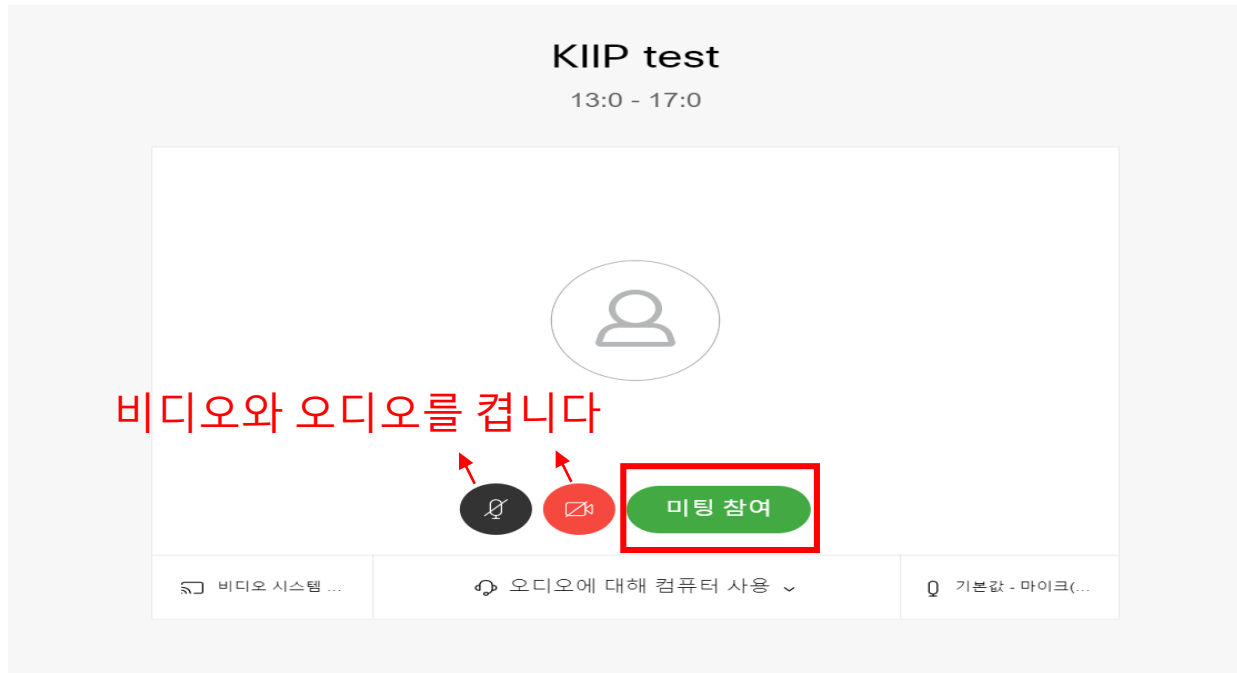 KIIP test
13:0 - 17:0
비디오와 오디오를 켭니다
미팅 참여
비디오 시스템 ...
오디오에 대해 컴퓨터 사용
기본값 - 마이크(...